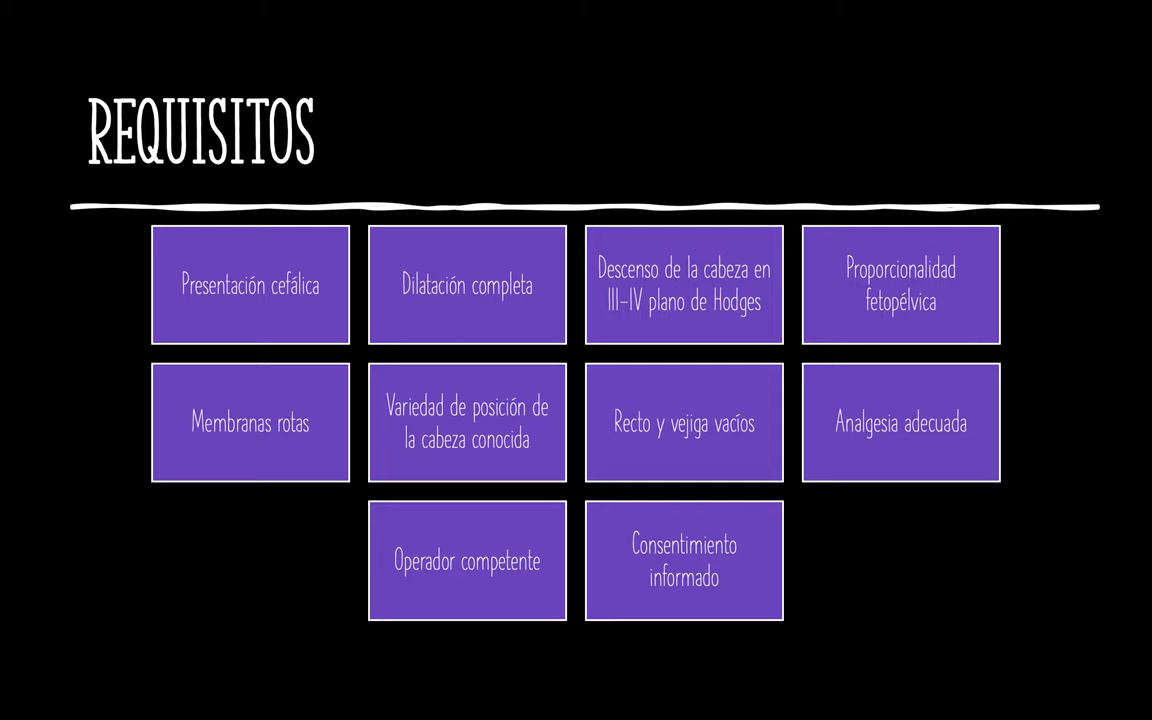 REQUISITOS
Presentación cefálica
Dilatación completa
Descenso de la cabeza en
III-IV plano de Hodges
Proporcionalidad
fetopélvica
Membranas rotas
Variedad de posición de
la cabeza conocida
Recto y vejiga vacíos
Analgesia adecuada
Operador competente
Consentimiento
informado